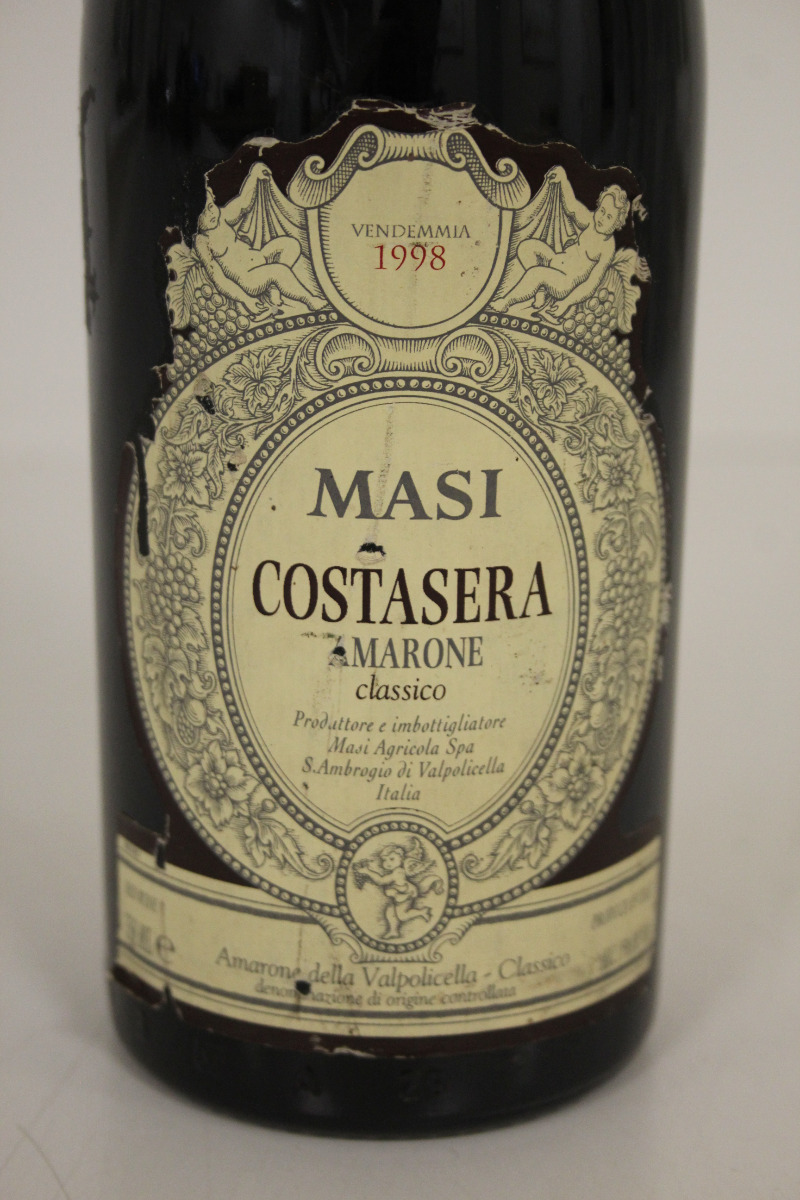 VENDEMMIA
1998
MASI
COSTASERA
AMARONE
classico
Produttore e imbottigliatore
Masi Agricola Spa
S.Ambrogio di Valpolicella
Italia
e
Amarone della Valpolicella - Classico
denominazione di origine controllata